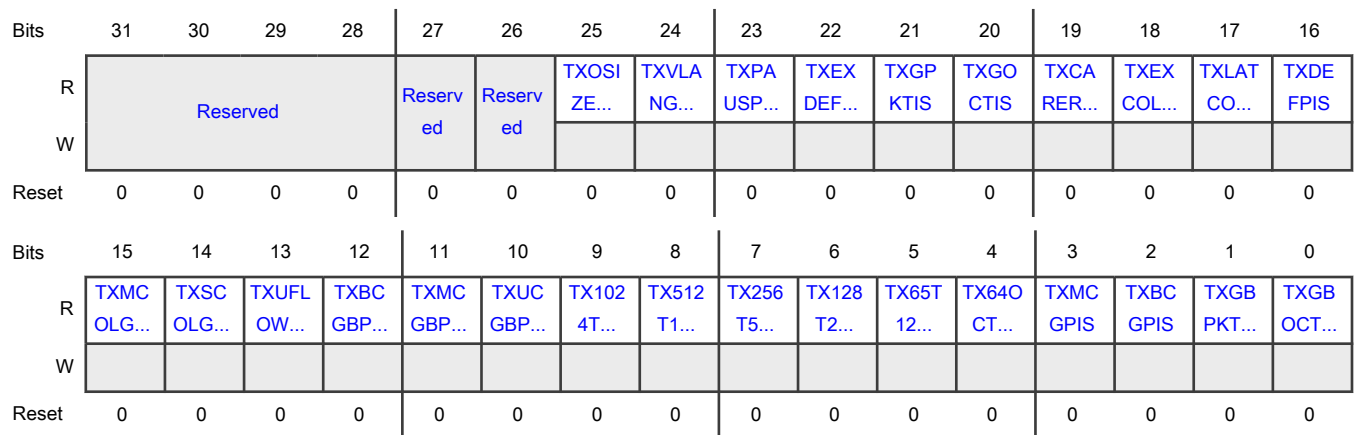 Bits 31 30 29 28 27 26 25 24 23 22 21 20 19 18 17 16
R Reserved Reserv ed Reserv ed TXOSI ZE... TXVLA NG... TXPA USP... TXEX DEF... TXGP KTIS TXGO CTIS TXCA RER... TXEX COL... TXLAT CO... TXDE FPIS
W
Reset 0 0 0 0 0 0 0 0 0 0 0 0 0 0 0 0
Bits 15 14 13 12 11 10 9 8 7 6 5 4 3 2 1 0
R TXMC OLG... TXSC OLG... TXUFL OW... TXBC GBP... TXMC GBP... TXUC GBP... TX102 4T... TX512 T1... TX256 T5... TX128 T2... TX65T 12... TX64O CT... TXMC GPIS TXBC GPIS TXGB PKT... TXGB OCT...
W
Reset 0 0 0 0 0 0 0 0 0 0 0 0 0 0 0 0